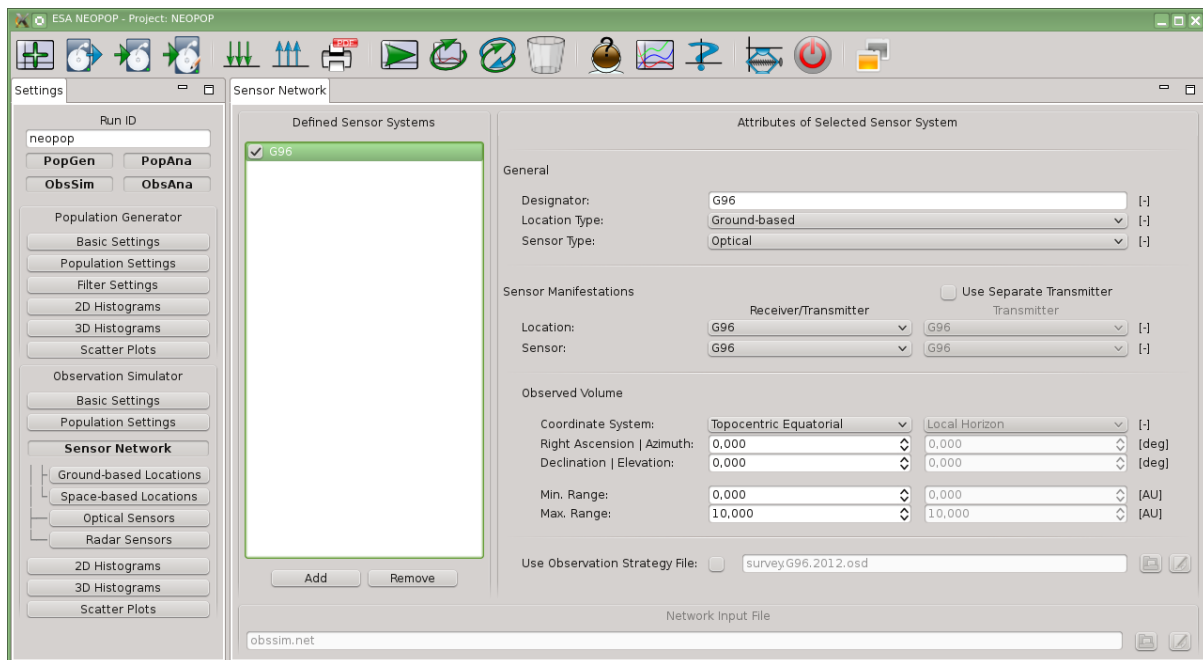 ESA NEOPOP - Project: NEOPOP
PDF
Settings
Sensor Network
Run ID
neopop
PopGen PopAna
ObsSim ObsAna
Population Generator
Basic Settings
Population Settings
Filter Settings
2D Histograms
3D Histograms
Scatter Plots
Observation Simulator
Basic Settings
Population Settings
Sensor Network
Ground-based Locations
Space-based Locations
Optical Sensors
Radar Sensors
2D Histograms
3D Histograms
Scatter Plots
Defined Sensor Systems
G96
Add Remove
Attributes of Selected Sensor System
General
Designator: G96 [-]
Location Type: Ground-based [-]
Sensor Type: Optical [-]
Sensor Manifestations Use Separate Transmitter
Receiver/Transmitter Transmitter
Location: G96 G96 [-]
Sensor: G96 G96 [-]
Observed Volume
Coordinate System: Topocentric Equatorial Local Horizon [-]
Right Ascension | Azimuth: 0,000 0,000 [deg]
Declination | Elevation: 0,000 0,000 [deg]
Min. Range: 0,000 0,000 [AU]
Max. Range: 10,000 10,000 [AU]
Use Observation Strategy File: survey.G96.2012.osd
Network Input File
obssim.net